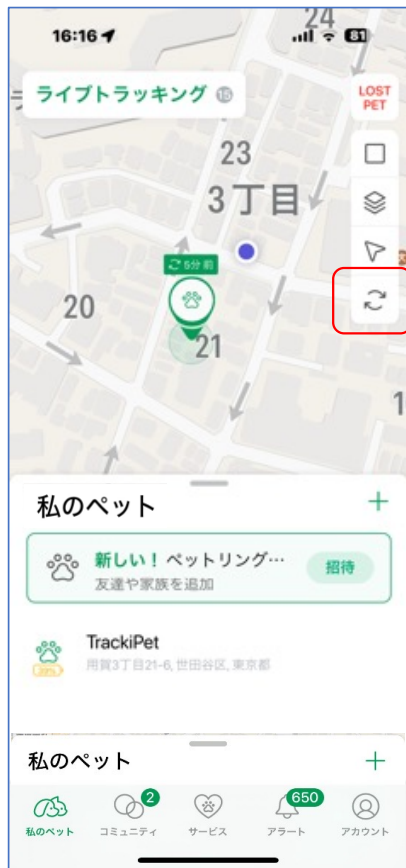 24
16:16
81
ライブトラッキング 15
LOST
PET
23
3丁目
5分前
20
21
1
私のペット
+
新しい！ペットリング…
招待
友達や家族を追加
TrackiPet
39%
用賀3丁目21-6, 世田谷区, 東京都
私のペット
+
2
650
私のペット
コミュニティ
サービス
アラート
アカウント